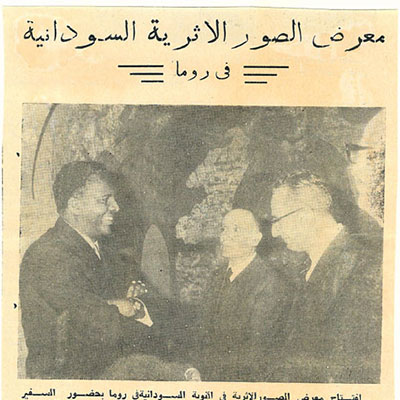 معرض الصور الاثرية السودانية
فى روما
افتتاح معرض الصور الاثرية فى النوبة السودانية فى روما بحضور السفير